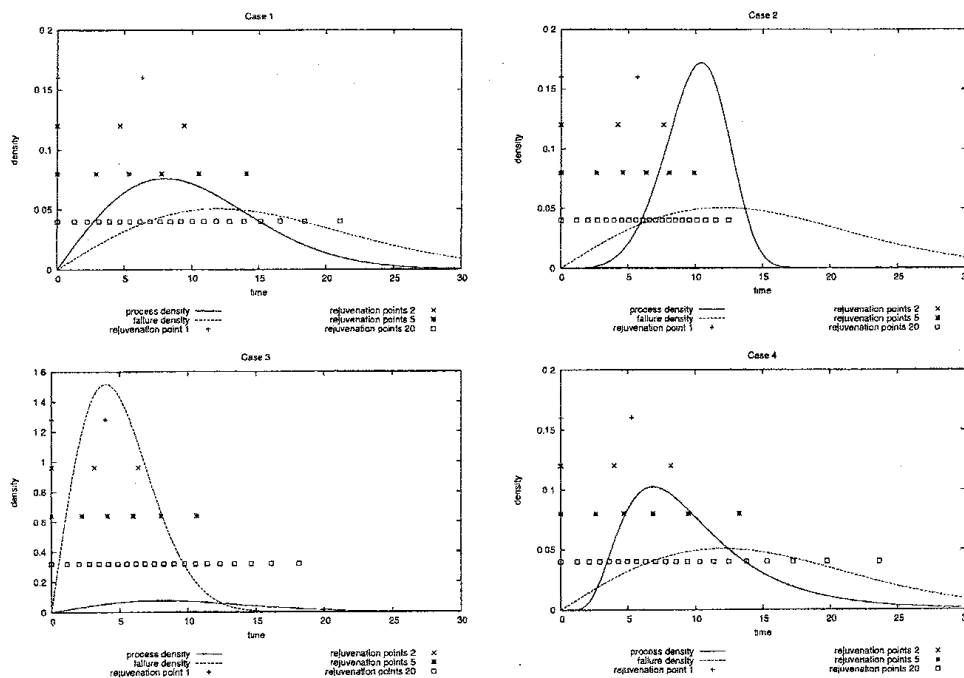 Case 1
0.2
0.15
0.1
0.05
0
density
0 5 10 15 20 25 30
time
process density
failure density
rejuvenation point 1
rejuvenation points 2
rejuvenation points 5
rejuvenation points 20
Case 2
0.2
0.15
0.1
0.05
0
density
0 5 10 15 20 25 30
time
process density
failure density
rejuvenation point 1
rejuvenation points 2
rejuvenation points 5
rejuvenation points 20
Case 3
1.6
1.4
1.2
1
0.8
0.6
0.4
0.2
0
density
0 5 10 15 20 25 30
time
process density
failure density
rejuvenation point 1
rejuvenation points 2
rejuvenation points 5
rejuvenation points 20
Case 4
0.2
0.15
0.1
0.05
0
density
0 5 10 15 20 25 30
time
process density
failure density
rejuvenation point 1
rejuvenation points 2
rejuvenation points 5
rejuvenation points 20